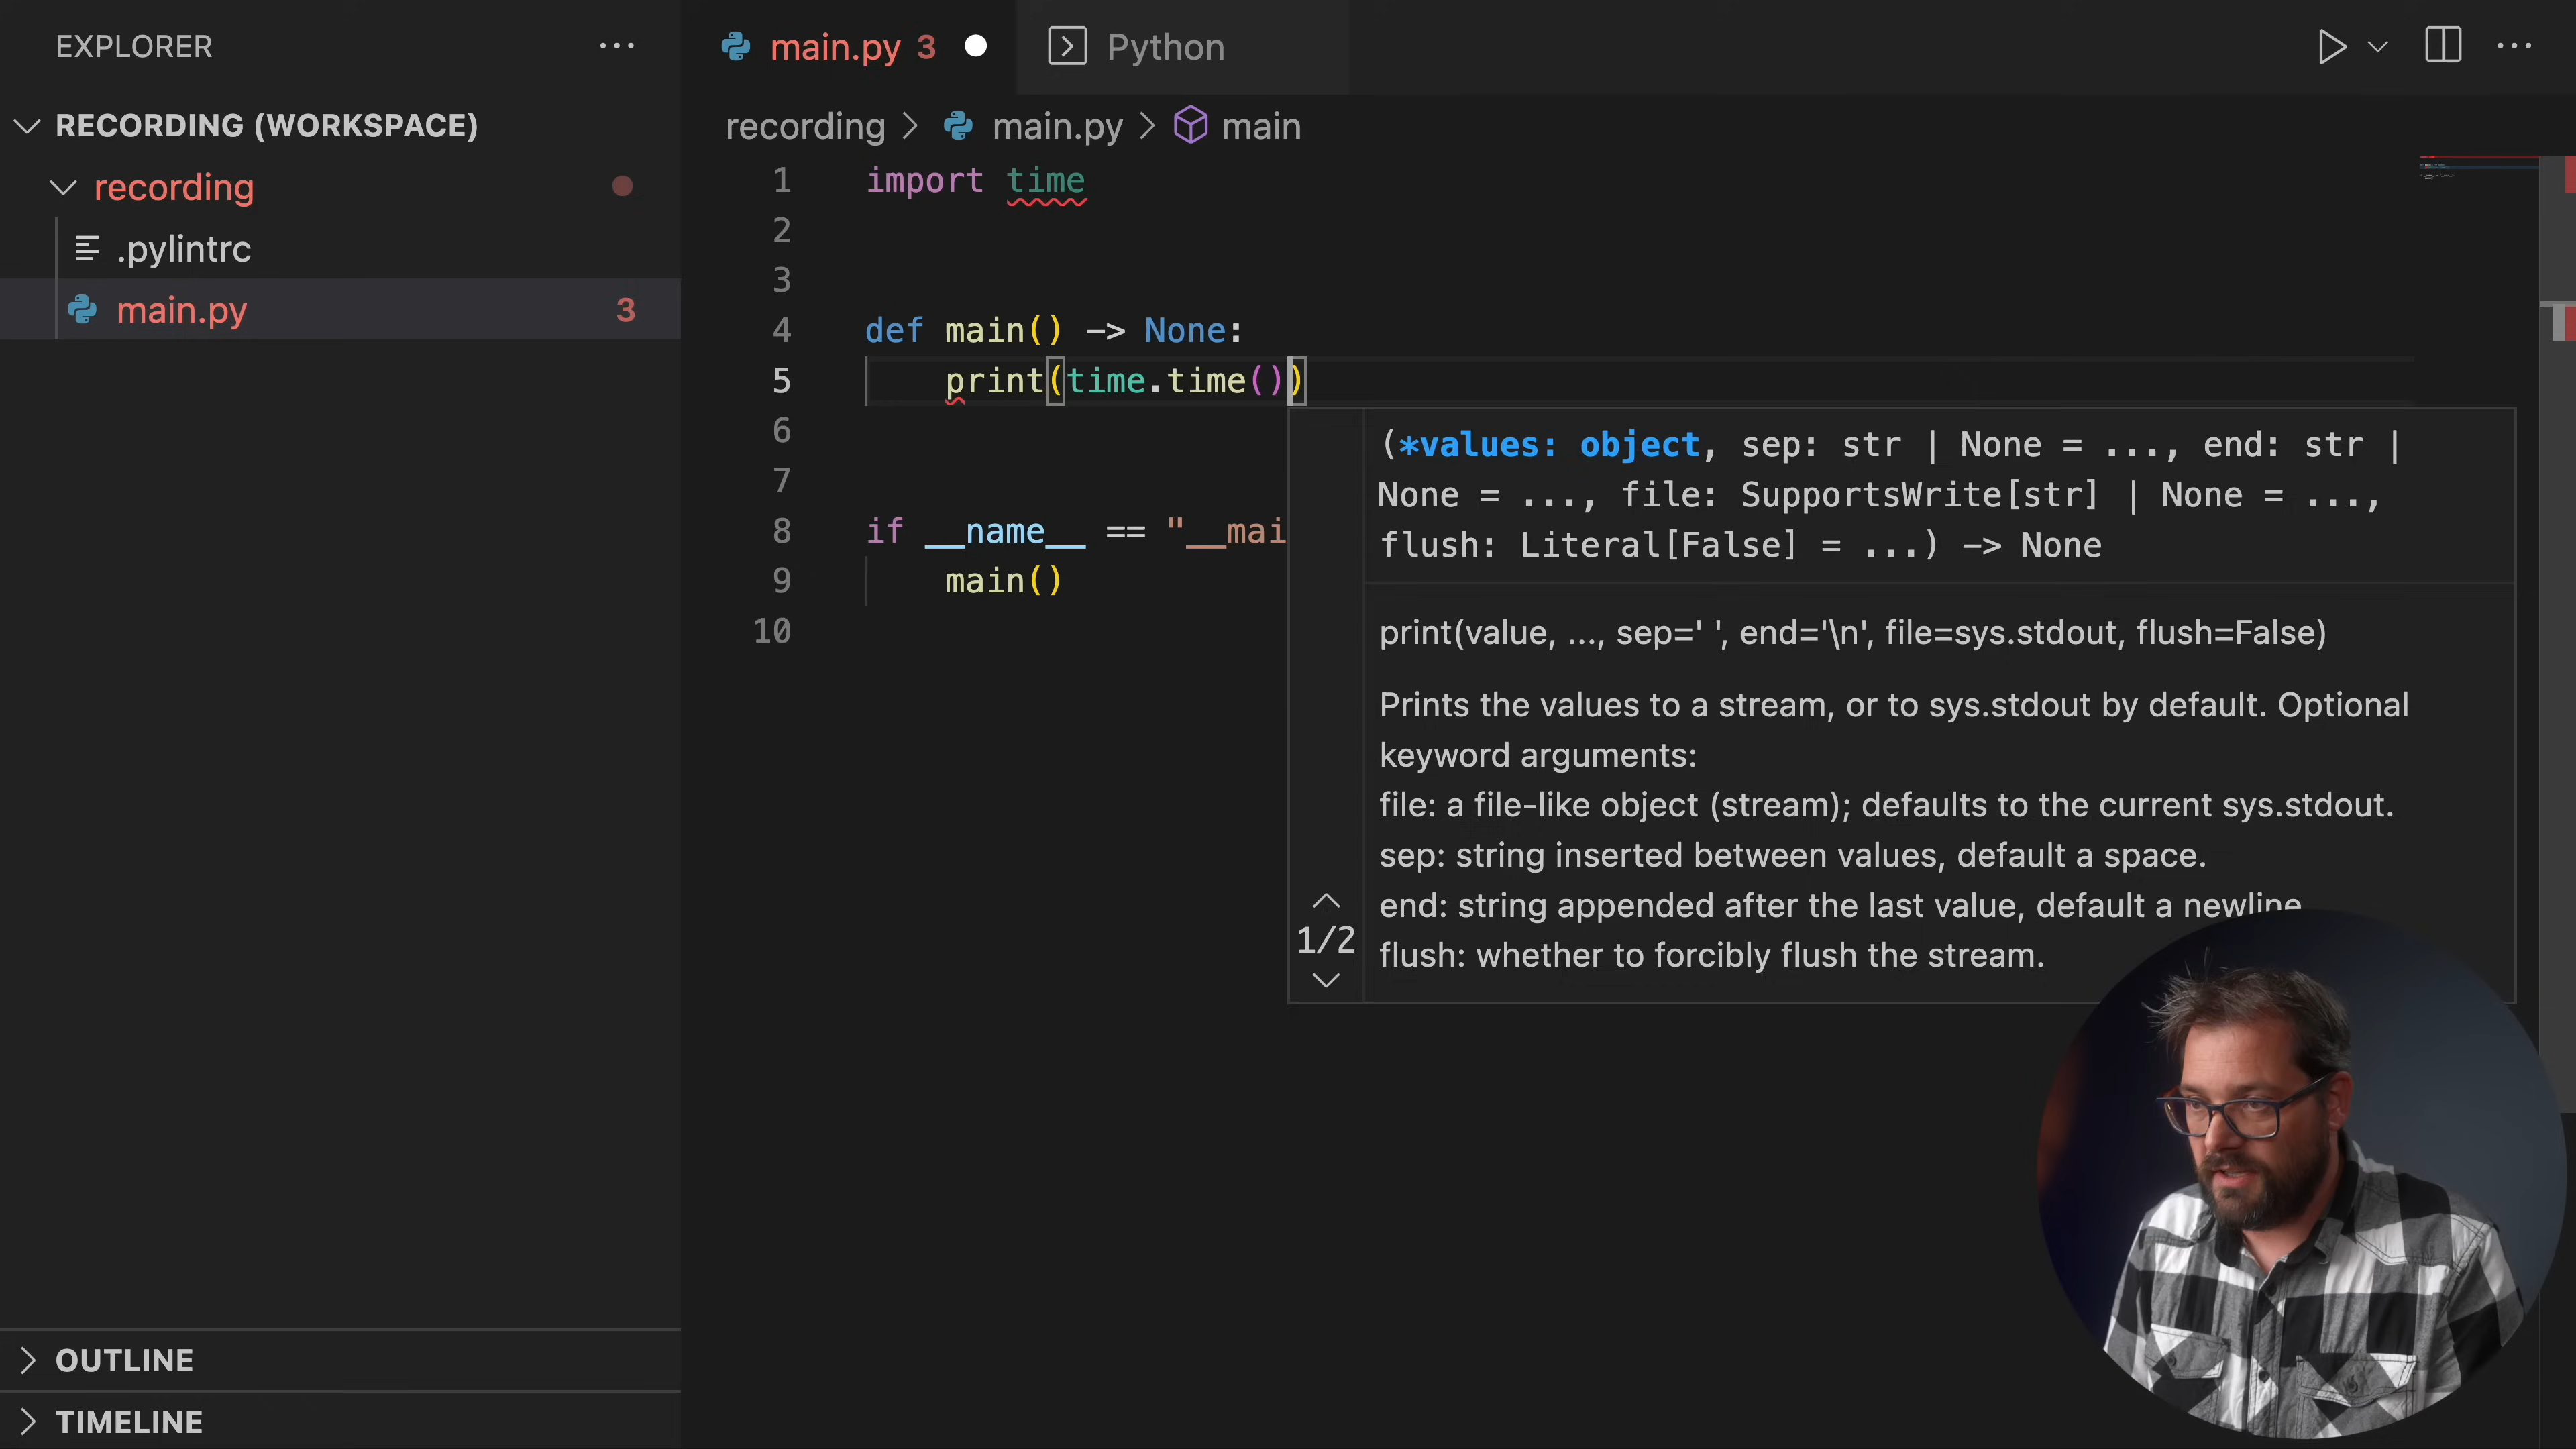 EXPLORER
RECORDING (WORKSPACE)
recording
.pylintrc
main.py 3
OUTLINE
TIMELINE
main.py 3
Python
recording > main.py > main
1 import time
2
3
4 def main() -> None:
5 print(time.time())
6
7
8 if __name__ == "__mai
9 main()
10
(*values: object, sep: str | None = ..., end: str |
None = ..., file: SupportsWrite[str] | None = ...,
flush: Literal[False] = ...) -> None
print(value, ..., sep=' ', end='\n', file=sys.stdout, flush=False)
Prints the values to a stream, or to sys.stdout by default. Optional
keyword arguments:
file: a file-like object (stream); defaults to the current sys.stdout.
sep: string inserted between values, default a space.
end: string appended after the last value, default a newline
flush: whether to forcibly flush the stream.
1/2